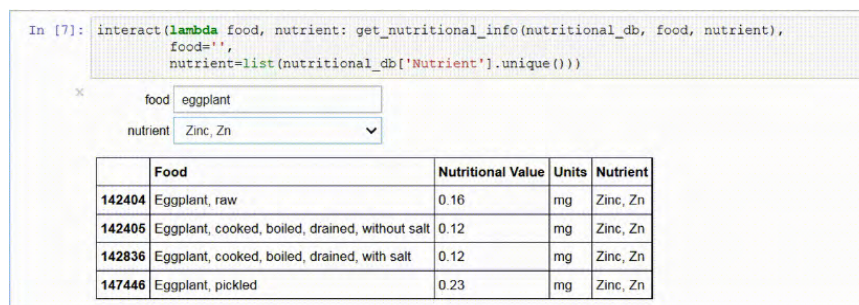 In [7]: interact(lambda food, nutrient: get_nutritional_info(nutritional_db, food, nutrient),
food='',
nutrient=list(nutritional_db['Nutrient'].unique()))
×
food eggplant
nutrient Zinc, Zn
Food Nutritional Value Units Nutrient
142404 Eggplant, raw 0.16 mg Zinc, Zn
142405 Eggplant, cooked, boiled, drained, without salt 0.12 mg Zinc, Zn
142836 Eggplant, cooked, boiled, drained, with salt 0.12 mg Zinc, Zn
147446 Eggplant, pickled 0.23 mg Zinc, Zn